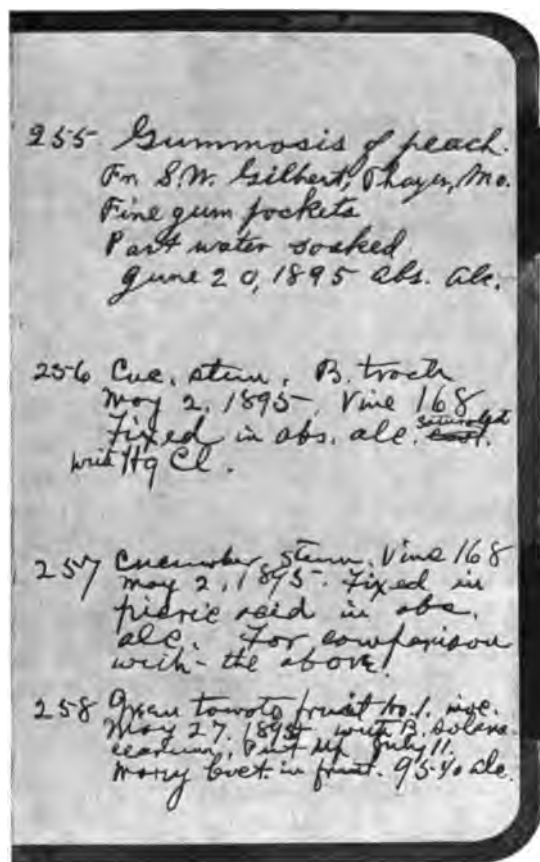 255 Gummosis of peach.
Fr. S.W. Gilbert, Thayer, Mo.
Fine gum pockets
Part water soaked
June 20, 1895 abs. alc.
256 Cuc. stem. B. trach
May 2, 1895. Vine 168
Fixed in abs. alc. saturated
with Hg Cl.
257 Cucumber stem. Vine 168
May 2, 1895. Fixed in
picric acid in abs.
alc. For comparison
with the above.
258 Green tomato fruit No. 1. inoc.
May 27, 1895, with B. solana-
cearum, Put up July 11.
Many bact. in fruit. 95% alc.